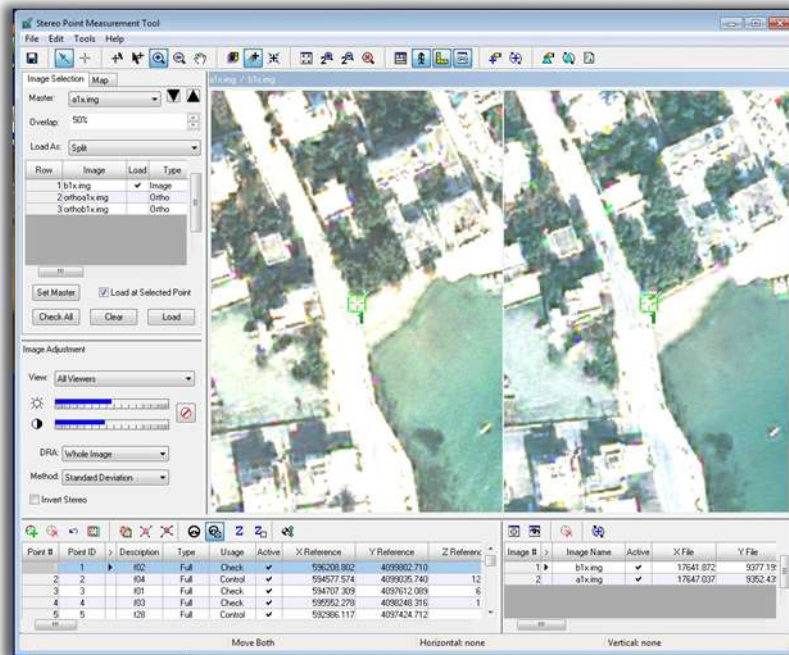 Stereo Point Measurement Tool
File Edit Tools Help
Image Selection Map
a1x.img / b1x.img
Master: a1x.img
Overlap: 50%
Load As: Split
Row Image Load Type
1 b1x.img Image
2 orthoa1x.img Ortho
3 orthob1x.img Ortho
Set Master Load at Selected Point
Check All Clear Load
Image Adjustment
View: All Viewers
DRA: Whole Image
Method: Standard Deviation
Invert Stereo
Point # Point ID > Description Type Usage Active X Reference Y Reference Z Referenc
1 1 f02 Full Check 596208.802 4099802.710
2 2 f04 Full Control 594577.574 4099035.740 12
3 3 f01 Full Check 594707.309 4097612.089 6
4 4 f03 Full Check 595552.278 4098248.316 1
5 5 f28 Full Control 592986.117 4097424.712
Image # > Image Name Active X File Y File
1 b1x.img 17641.872 9377.19
2 a1x.img 17647.037 9352.43
Move Both Horizontal: none Vertical: none